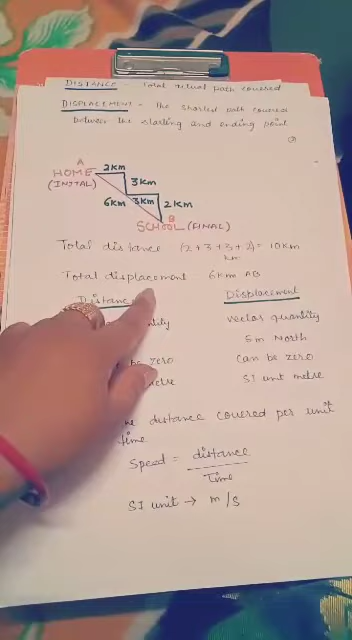 DISTANCE - Total actual path covered
DISPLACEMENT - The shortest path covered
between the starting and ending point
A
HOME
(INITAL)
2km
3km
6km
3km
2km
B
SCHOOL (FINAL)
Total distance (2+3+3+2) = 10km
km
Total displacement 6km AB
Distanc
Displacement
vector quantity
5m North
be zero
can be zero
SI unit metre
distance covered per unit
time
Speed = distance
Time
SI unit → m/s